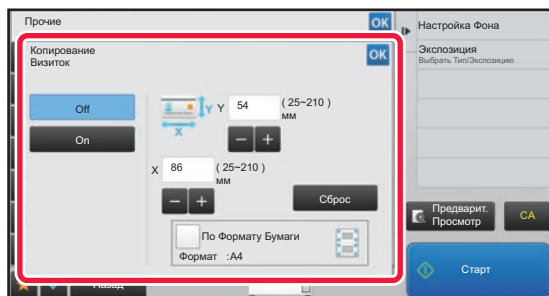 Прочие
OK
Копирование
Визиток
OK
Off
On
Y
Y
54
( 25~210 )
мм
X
X
86
( 25~210 )
мм
Сброс
По Формату Бумаги
Формат :A4
Назад
Настройка Фона
Экспозиция
Выбрать Тип/Экспозицию
Предварит.
Просмотр
CA
Старт